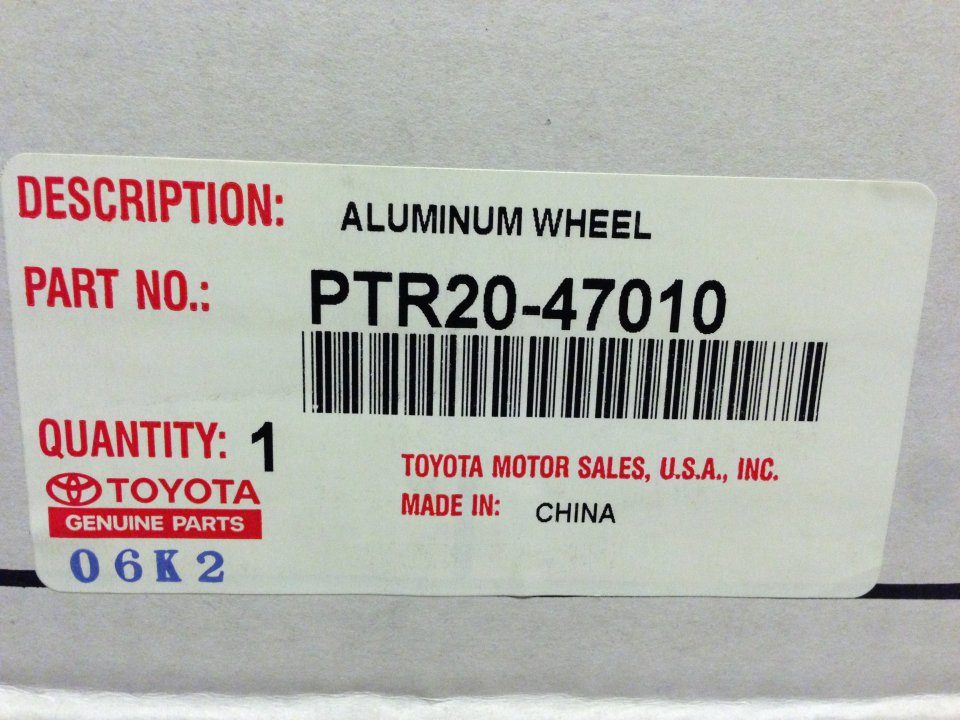 DESCRIPTION: ALUMINUM WHEEL
PART NO.: PTR20-47010
QUANTITY: 1
TOYOTA MOTOR SALES, U.S.A., INC.
MADE IN: CHINA
TOYOTA
GENUINE PARTS
06K2